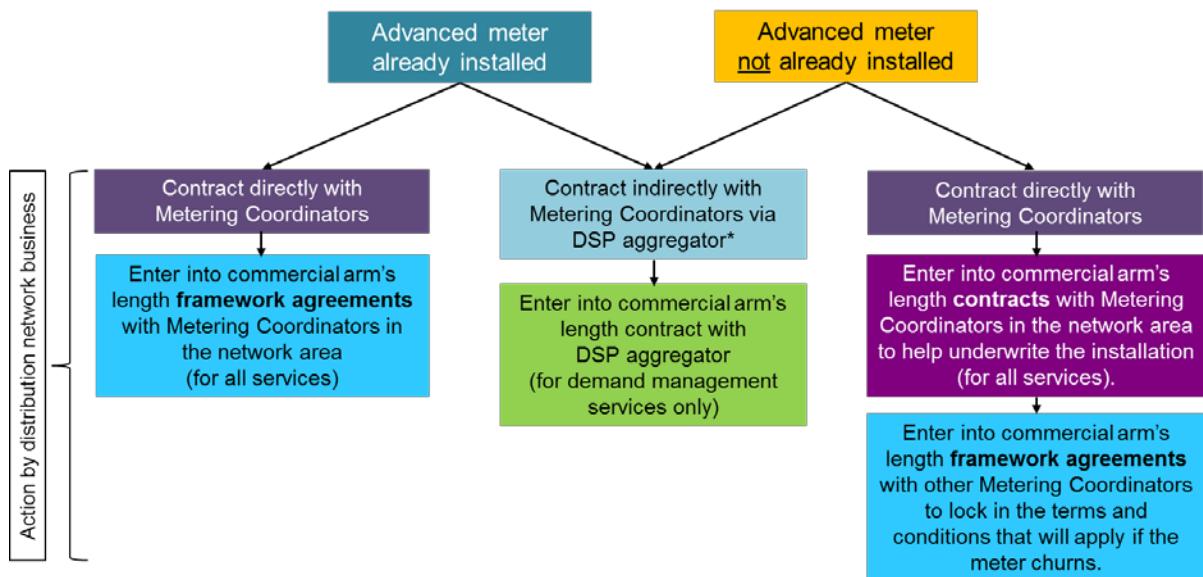 Advanced meter
already installed
Advanced meter
not already installed
Action by distribution network business
Contract directly with
Metering Coordinators
Enter into commercial arm's
length framework agreements
with Metering Coordinators in
the network area
(for all services)
Contract indirectly with
Metering Coordinators via
DSP aggregator*
Enter into commercial arm's
length contract with
DSP aggregator
(for demand management
services only)
Contract directly with
Metering Coordinators
Enter into commercial arm's
length contracts with Metering
Coordinators in the network area
to help underwrite the installation
(for all services).
Enter into commercial arm's
length framework agreements
with other Metering Coordinators
to lock in the terms and
conditions that will apply if the
meter churns.